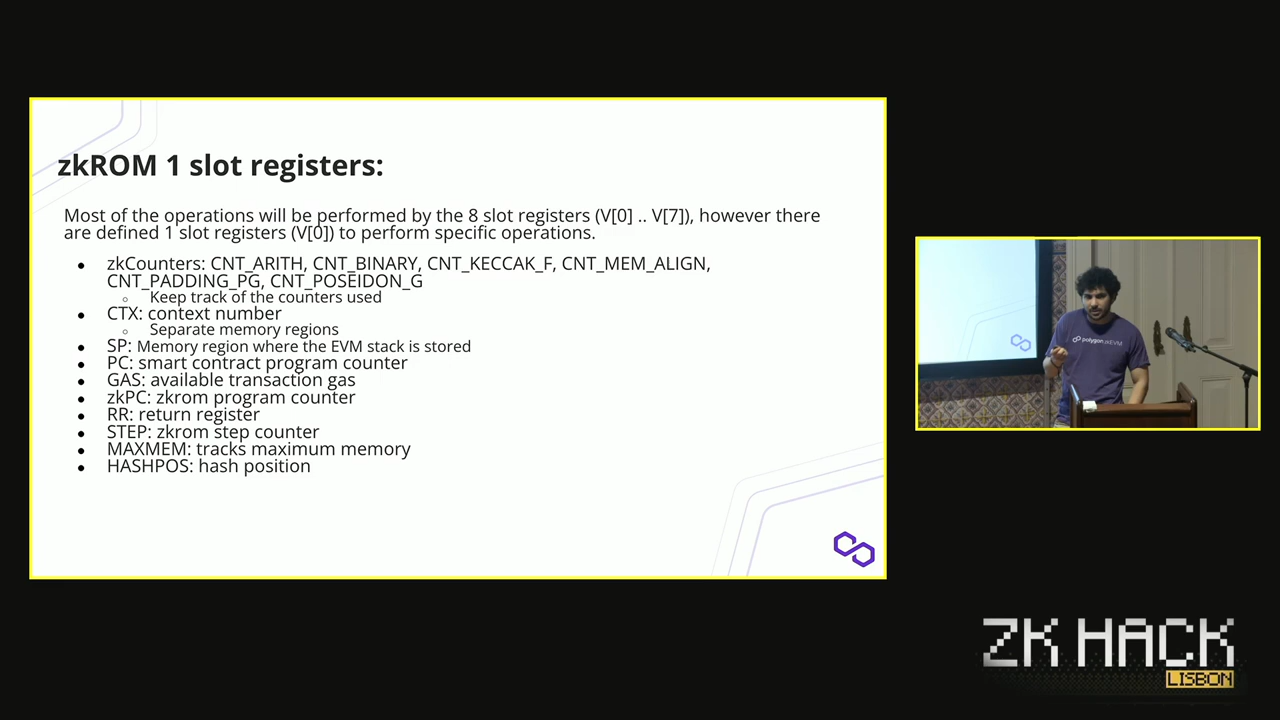 zkROM 1 slot registers:
Most of the operations will be performed by the 8 slot registers (V[0] .. V[7]), however there
are defined 1 slot registers (V[0]) to perform specific operations.
● zkCounters: CNT_ARITH, CNT_BINARY, CNT_KECCAK_F, CNT_MEM_ALIGN,
CNT_PADDING_PG, CNT_POSEIDON_G
○ Keep track of the counters used
● CTX: context number
○ Separate memory regions
● SP: Memory region where the EVM stack is stored
● PC: smart contract program counter
● GAS: available transaction gas
● zkPC: zkrom program counter
● RR: return register
● STEP: zkrom step counter
● MAXMEM: tracks maximum memory
● HASHPOS: hash position
polygon zkEVM
ZK HACK
LISBON